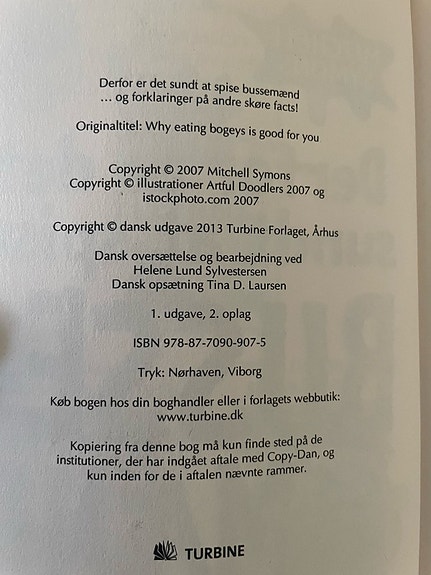 Derfor er det sundt at spise bussemænd
... og forklaringer på andre skøre facts!
Originaltitel: Why eating bogeys is good for you
Copyright © 2007 Mitchell Symons
Copyright © illustrationer Artful Doodlers 2007 og
istockphoto.com 2007
Copyright © dansk udgave 2013 Turbine Forlaget, Århus
Dansk oversættelse og bearbejdning ved
Helene Lund Sylvestersen
Dansk opsætning Tina D. Laursen
1. udgave, 2. oplag
ISBN 978-87-7090-907-5
Tryk: Nørhaven, Viborg
Køb bogen hos din boghandler eller i forlagets webbutik:
www.turbine.dk
Kopiering fra denne bog må kun finde sted på de
institutioner, der har indgået aftale med Copy-Dan, og
kun inden for de i aftalen nævnte rammer.
TURBINE